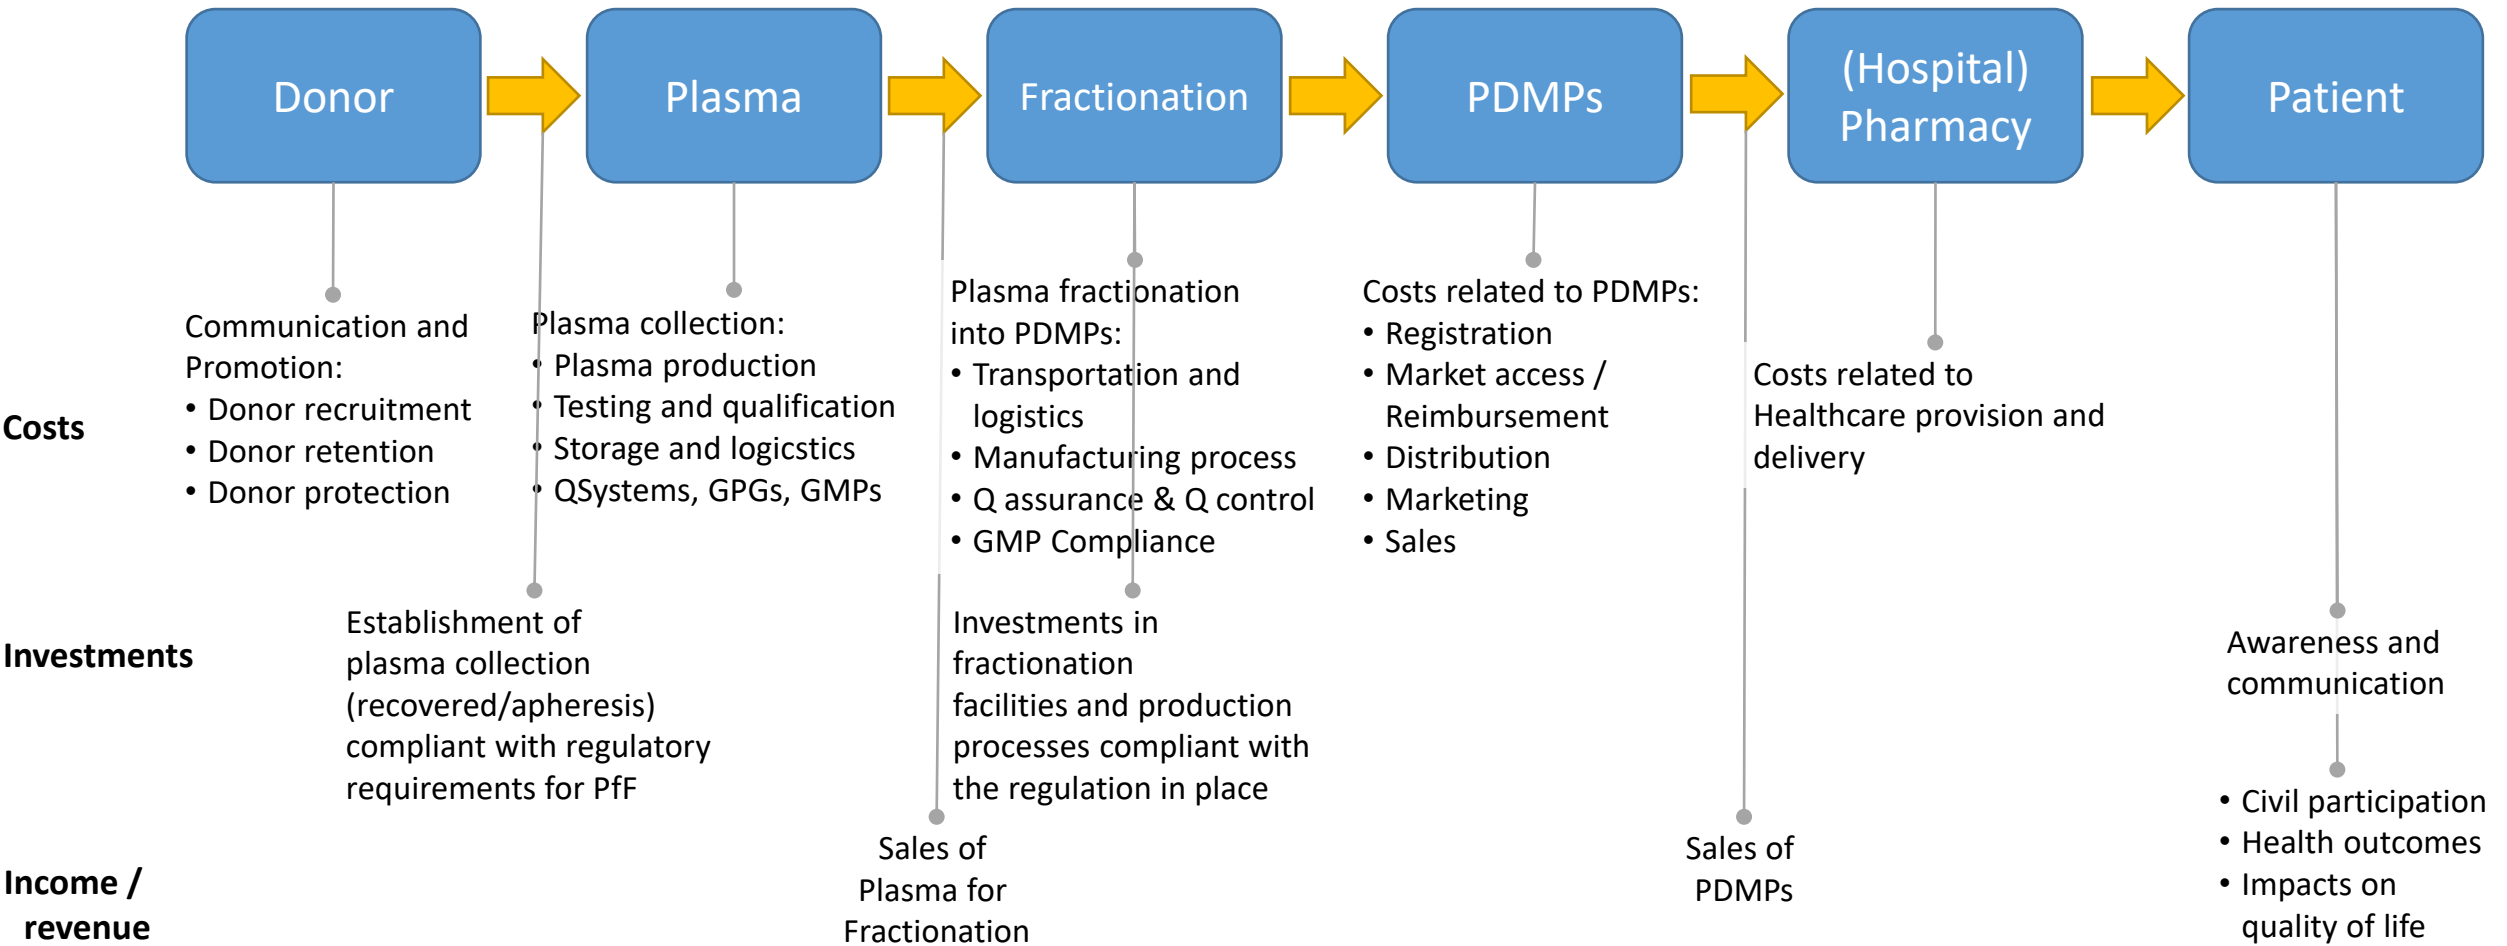 Donor
Plasma
Fractionation
PDMPs
(Hospital)
Pharmacy
Patient
Costs
Communication and
Promotion:
• Donor recruitment
• Donor retention
• Donor protection
Plasma collection:
• Plasma production
• Testing and qualification
• Storage and logicstics
• QSystems, GPGs, GMPs
Plasma fractionation
into PDMPs:
• Transportation and
logistics
• Manufacturing process
• Q assurance & Q control
• GMP Compliance
Costs related to PDMPs:
• Registration
• Market access /
Reimbursement
• Distribution
• Marketing
• Sales
Costs related to
Healthcare provision and
delivery
Investments
Establishment of
plasma collection
(recovered/apheresis)
compliant with regulatory
requirements for PfF
Investments in
fractionation
facilities and production
processes compliant with
the regulation in place
Awareness and
communication
Income /
revenue
Sales of
Plasma for
Fractionation
Sales of
PDMPs
• Civil participation
• Health outcomes
• Impacts on
quality of life